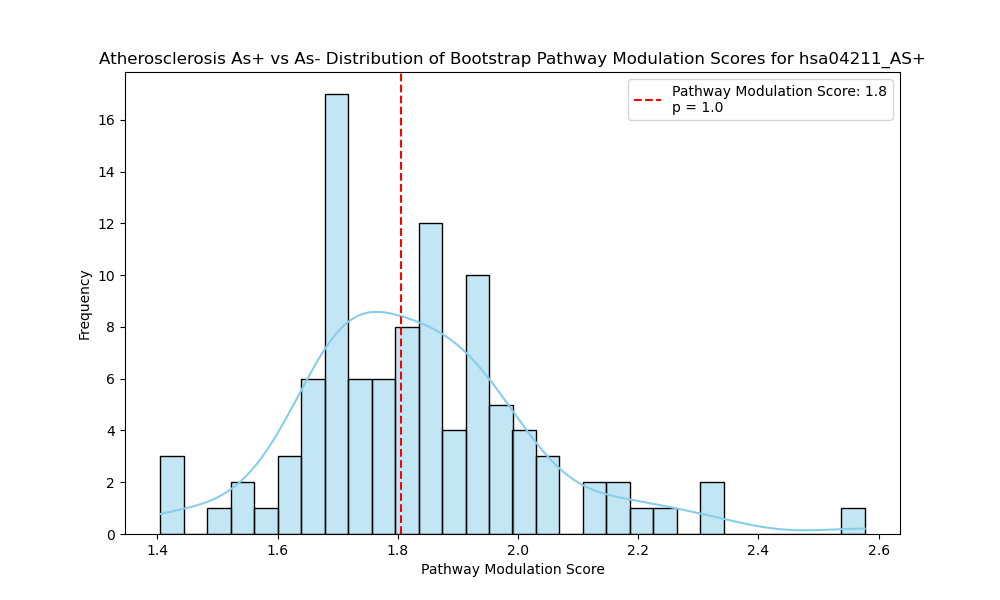 Atherosclerosis As+ vs As- Distribution of Bootstrap Pathway Modulation Scores for hsa04211_AS+
Pathway Modulation Score: 1.8
p = 1.0
Frequency
16
14
12
10
8
6
4
2
0
1.4 1.6 1.8 2.0 2.2 2.4 2.6
Pathway Modulation Score